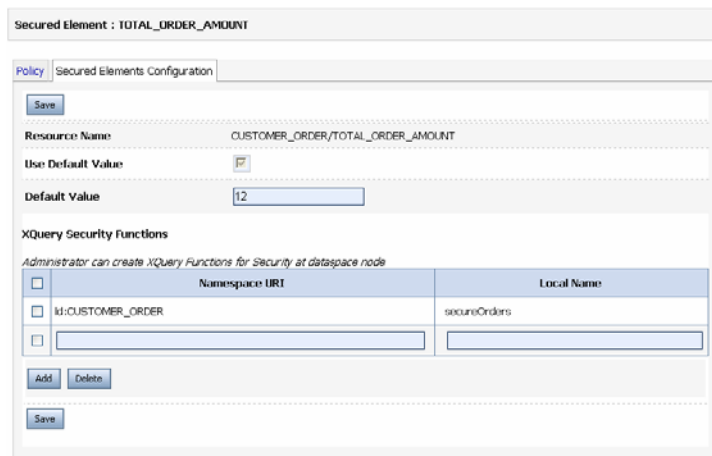 Secured Element : TOTAL_ORDER_AMOUNT
Policy Secured Elements Configuration
Save
Resource Name CUSTOMER_ORDER/TOTAL_ORDER_AMOUNT
Use Default Value
Default Value 12
XQuery Security Functions
Administrator can create XQuery Functions for Security at dataspace node
Namespace URI Local Name
ld:CUSTOMER_ORDER secureOrders
Add Delete
Save